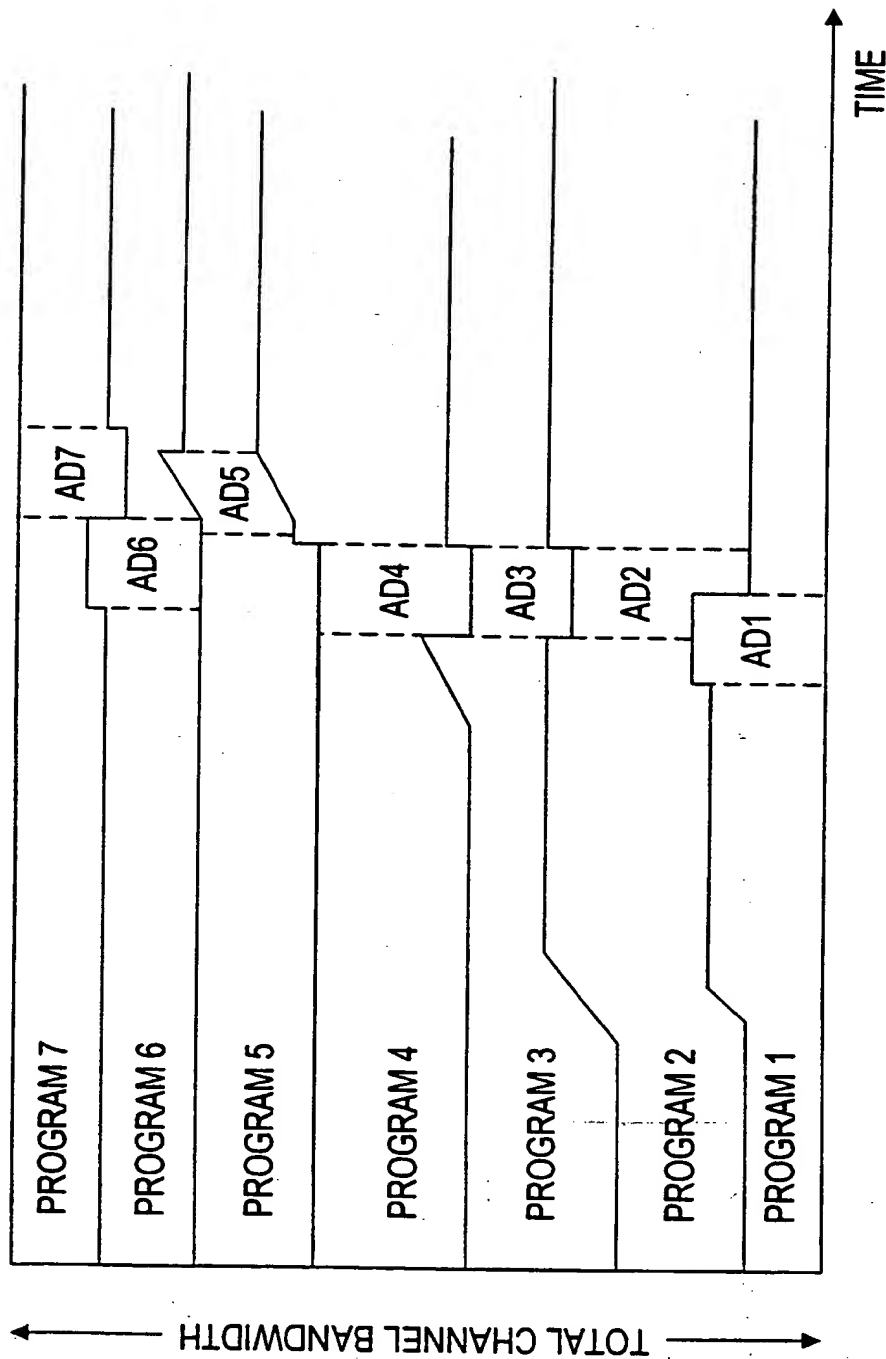 TOTAL CHANNEL BANDWIDTH
PROGRAM 7
PROGRAM 6
PROGRAM 5
PROGRAM 4
PROGRAM 3
PROGRAM 2
PROGRAM 1
AD7
AD6
AD5
AD4
AD3
AD2
AD1
TIME